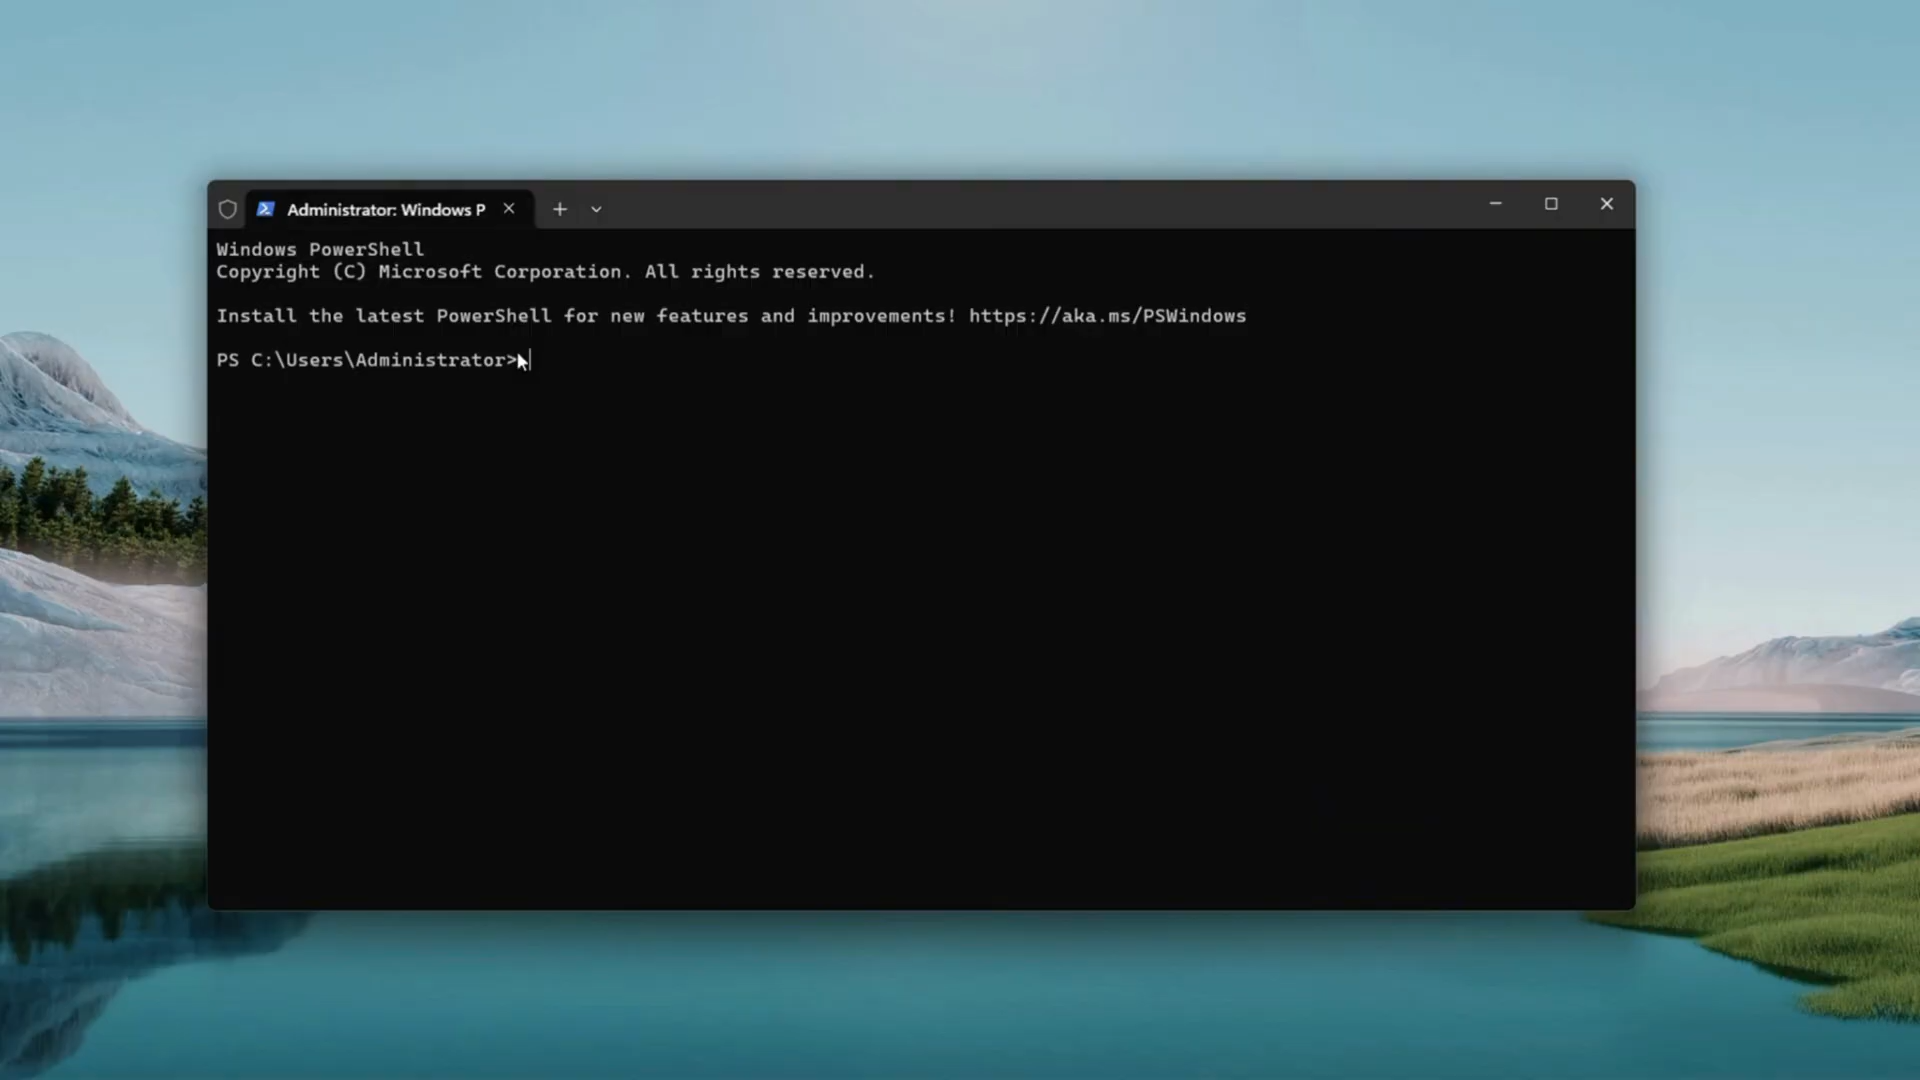 Administrator: Windows P
Windows PowerShell
Copyright (C) Microsoft Corporation. All rights reserved.
Install the latest PowerShell for new features and improvements! https://aka.ms/PSWindows
PS C:\Users\Administrator>